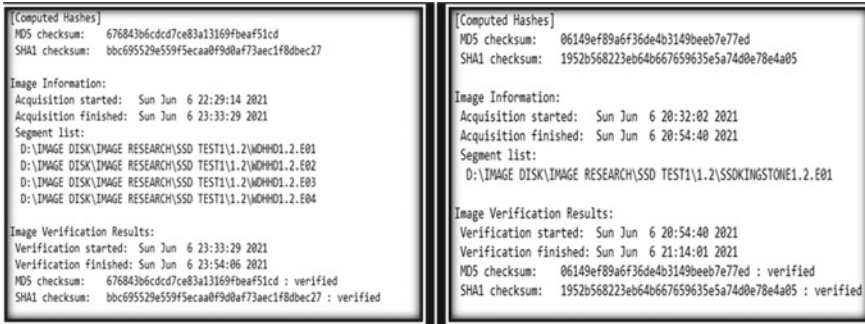 [Computed Hashes]
MD5 checksum: 676843b6cdcd7ce83a13169fbeaf51cd
SHA1 checksum: bbc695529e559f5ecaa0f9d0af73aec1f8dbec27
Image Information:
Acquisition started: Sun Jun 6 22:29:14 2021
Acquisition finished: Sun Jun 6 23:33:29 2021
Segment list:
D:\IMAGE DISK\IMAGE RESEARCH\SSD TEST1\1.2\WDHHD1.2.E01
D:\IMAGE DISK\IMAGE RESEARCH\SSD TEST1\1.2\WDHHD1.2.E02
D:\IMAGE DISK\IMAGE RESEARCH\SSD TEST1\1.2\WDHHD1.2.E03
D:\IMAGE DISK\IMAGE RESEARCH\SSD TEST1\1.2\WDHHD1.2.E04
Image Verification Results:
Verification started: Sun Jun 6 23:33:29 2021
Verification finished: Sun Jun 6 23:54:06 2021
MD5 checksum: 676843b6cdcd7ce83a13169fbeaf51cd : verified
SHA1 checksum: bbc695529e559f5ecaa0f9d0af73aec1f8dbec27 : verified
[Computed Hashes]
MD5 checksum: 06149ef89a6f36de4b3149beeb7e77ed
SHA1 checksum: 1952b568223eb64b667659635e5a74d0e78e4a05
Image Information:
Acquisition started: Sun Jun 6 20:32:02 2021
Acquisition finished: Sun Jun 6 20:54:40 2021
Segment list:
D:\IMAGE DISK\IMAGE RESEARCH\SSD TEST1\1.2\SSDKINGSTONE1.2.E01
Image Verification Results:
Verification started: Sun Jun 6 20:54:40 2021
Verification finished: Sun Jun 6 21:14:01 2021
MD5 checksum: 06149ef89a6f36de4b3149beeb7e77ed : verified
SHA1 checksum: 1952b568223eb64b667659635e5a74d0e78e4a05 : verified